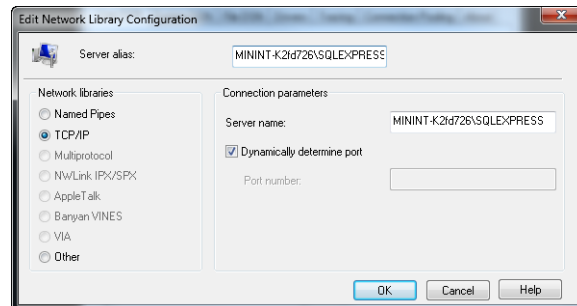 Edit Network Library Configuration
Server alias:
MININT-K2fd726\SQLEXPRESS
Network libraries
Named Pipes
TCP/IP
Multiprotocol
NWLink IPX/SPX
AppleTalk
Banyan VINES
VIA
Other
Connection parameters
Server name:
MININT-K2fd726\SQLEXPRESS
Dynamically determine port
Port number:
OK
Cancel
Help